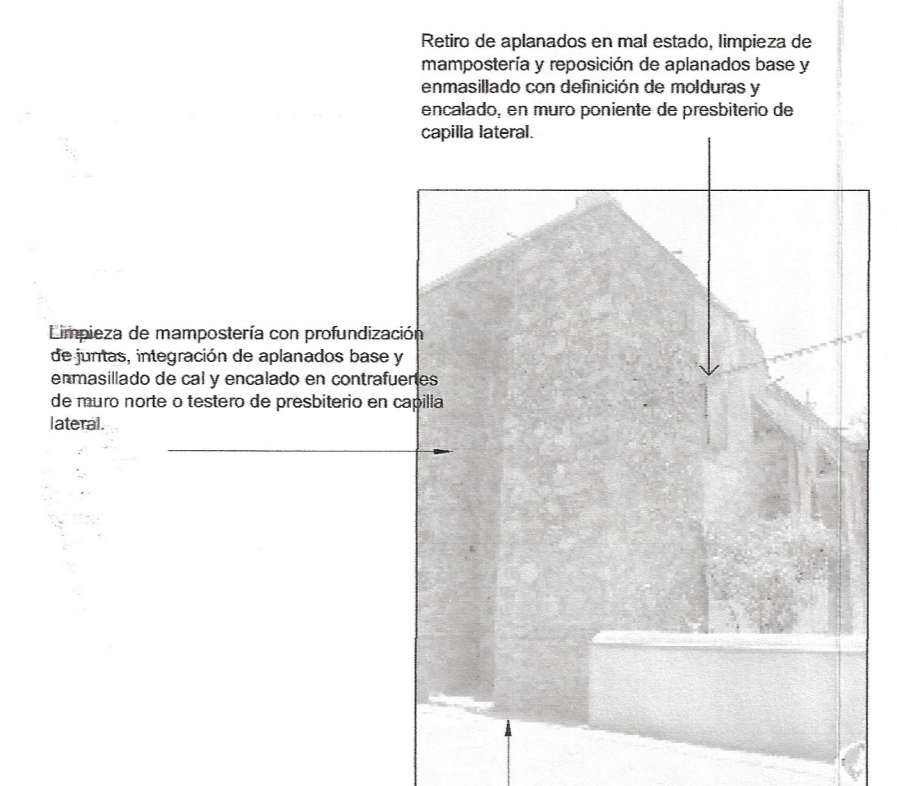 Retiro de aplanados en mal estado, limpieza de
mampostería y reposición de aplanados base y
enmasillado con definición de molduras y
encalado, en muro poniente de presbiterio de
capilla lateral.
Limpieza de mampostería con profundización
de juntas, integración de aplanados base y
enmasillado de cal y encalado en contrafuertes
de muro norte o testero de presbiterio en capilla
lateral.